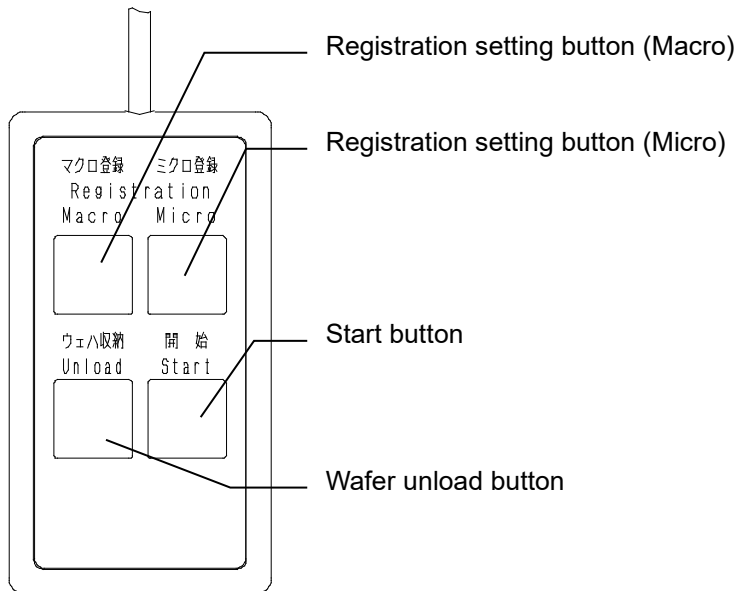 Registration setting button (Macro)
Registration setting button (Micro)
マクロ登録 ミクロ登録
Registration
Macro Micro
ウェハ収納 開 始
Unload Start
Start button
Wafer unload button